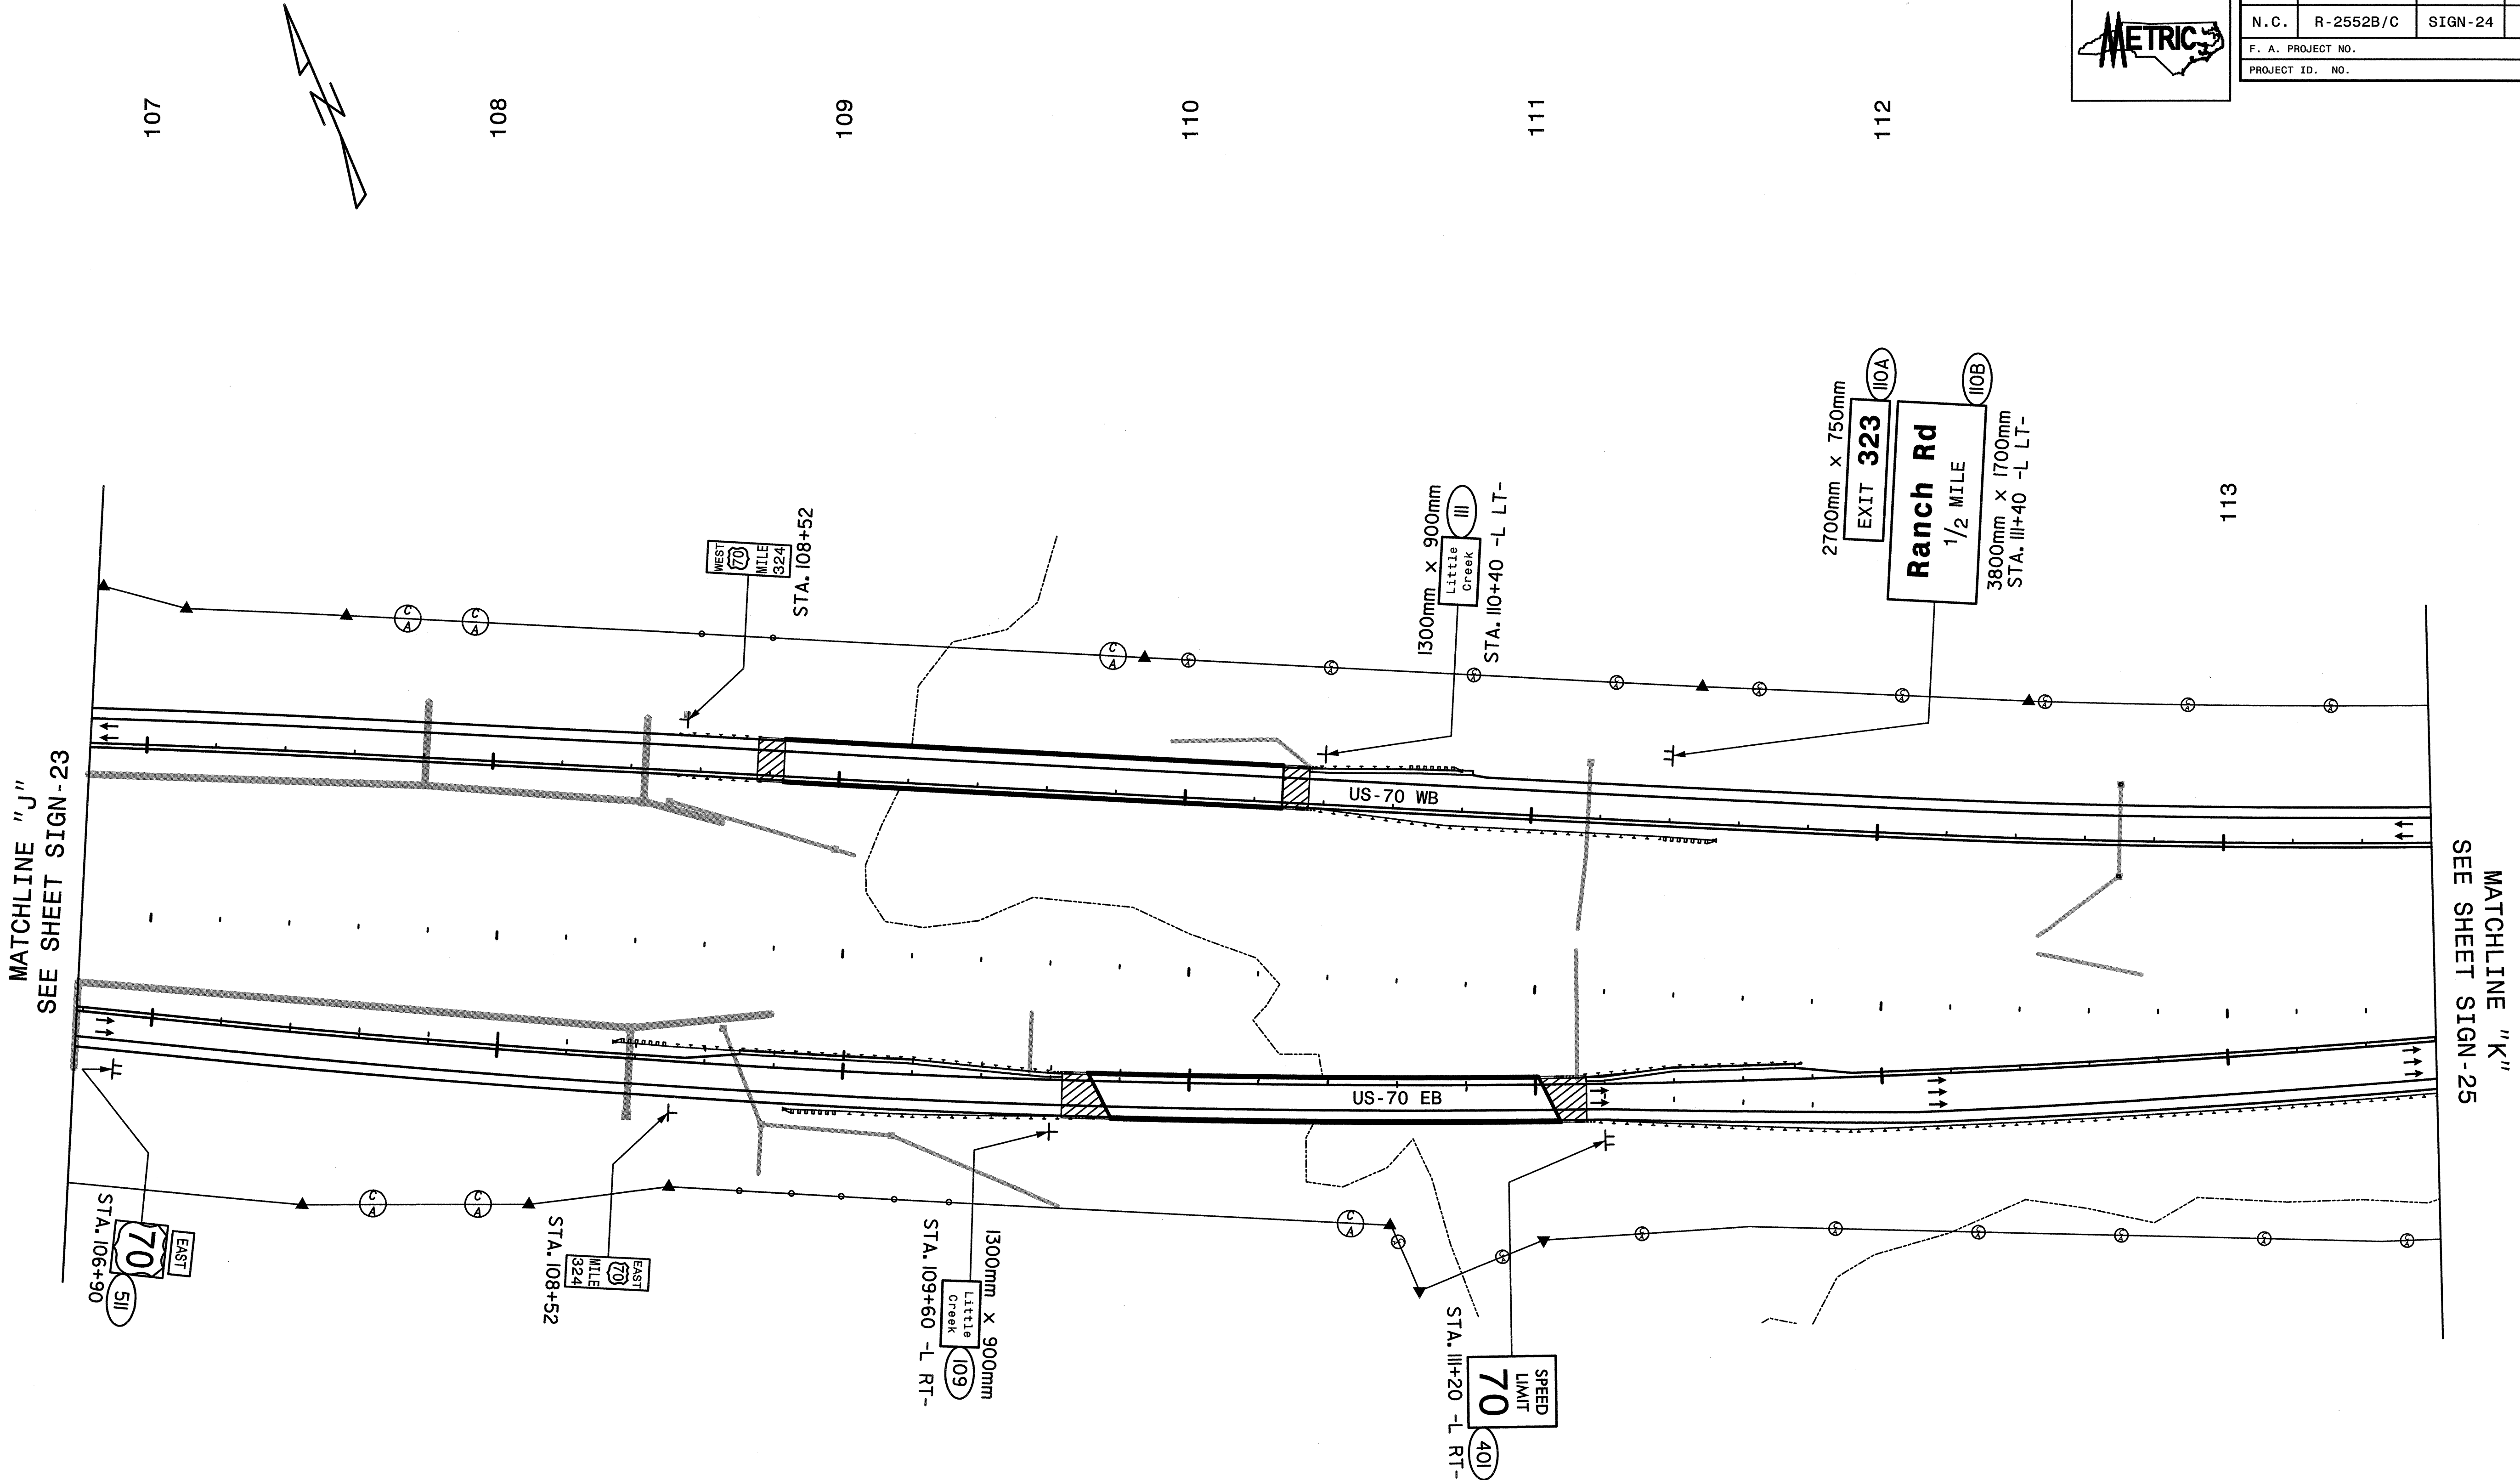 METRIC
N.C. R-2552B/C SIGN-24
F. A. PROJECT NO.
PROJECT ID. NO.
107
108
109
110
111
112
113
MATCHLINE "J"
SEE SHEET SIGN-23
WEST
70
MILE
324
STA. 108+52
1300mm x 900mm
111
Little
Creek
STA. 110+40 -L LT-
2700mm x 750mm
110A
EXIT 323
110B
Ranch Rd
1/2 MILE
3800mm x 1700mm
STA. 111+40 -L LT-
C
A
C
A
C
A
US-70 WB
US-70 EB
MATCHLINE "K"
SEE SHEET SIGN-25
C
A
C
A
C
A
EAST
70
511
STA. 106+90
EAST
70
MILE
324
STA. 108+52
1300mm x 900mm
Little
Creek
109
STA. 109+60 -L RT-
SPEED
LIMIT
70
401
STA. 111+20 -L RT-